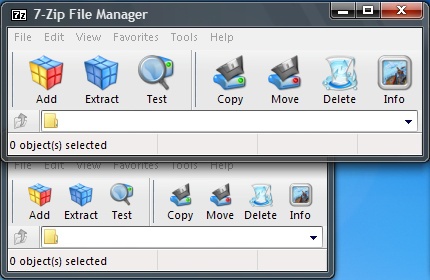 7z 7-Zip File Manager
File Edit View Favorites Tools Help
Add Extract Test Copy Move Delete Info
0 object(s) selected
File Edit View Favorites Tools Help
Add Extract Test Copy Move Delete Info
0 object(s) selected